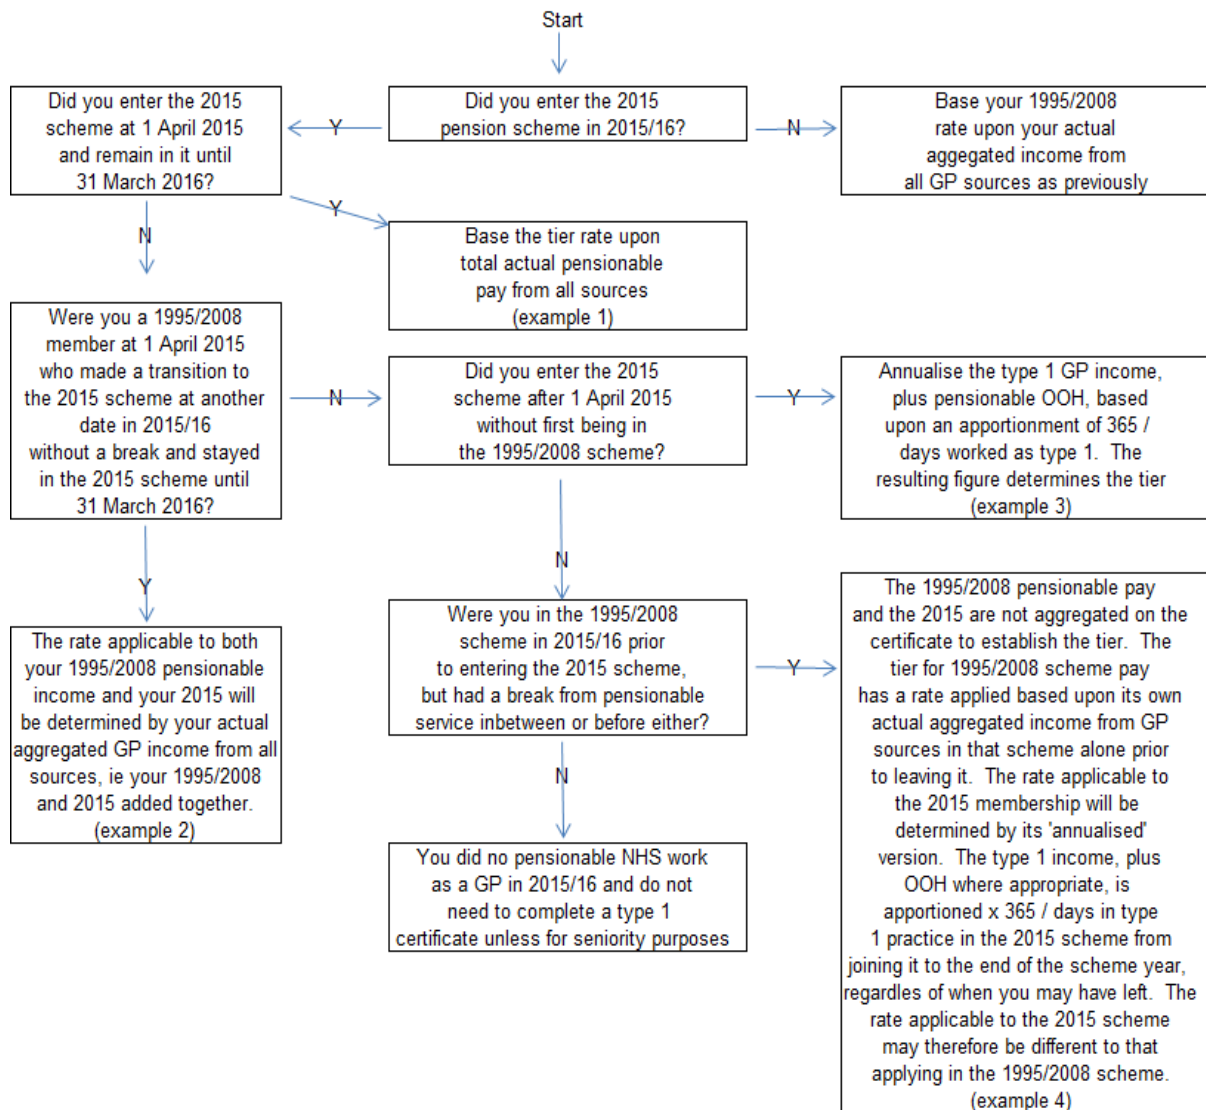 Start
Did you enter the 2015
scheme at 1 April 2015
and remain in it until
31 March 2016?
Y
Did you enter the 2015
pension scheme in 2015/16?
N
Base your 1995/2008
rate upon your actual
aggegated income from
all GP sources as previously
Y
N
Base the tier rate upon
total actual pensionable
pay from all sources
(example 1)
Were you a 1995/2008
member at 1 April 2015
who made a transition to
the 2015 scheme at another
date in 2015/16
without a break and stayed
in the 2015 scheme until
31 March 2016?
N
Did you enter the 2015
scheme after 1 April 2015
without first being in
the 1995/2008 scheme?
Y
Annualise the type 1 GP income,
plus pensionable OOH, based
upon an apportionment of 365 /
days worked as type 1.  The
resulting figure determines the tier
(example 3)
Y
N
The rate applicable to both
your 1995/2008 pensionable
income and your 2015 will
be determined by your actual
aggregated GP income from all
sources, ie your 1995/2008
and 2015 added together.
(example 2)
Were you in the 1995/2008
scheme in 2015/16 prior
to entering the 2015 scheme,
but had a break from pensionable
service inbetween or before either?
Y
The 1995/2008 pensionable pay
and the 2015 are not aggregated on the
certificate to establish the tier.  The
tier for 1995/2008 scheme pay
has a rate applied based upon its own
actual aggregated income from GP
sources in that scheme alone prior
to leaving it.  The rate applicable to
the 2015 membership will be
determined by its 'annualised'
version.  The type 1 income, plus
OOH where appropriate, is
apportioned x 365 / days in type
1 practice in the 2015 scheme from
joining it to the end of the scheme year,
regardless of when you may have left.  The
rate applicable to the 2015 scheme
may therefore be different to that
applying in the 1995/2008 scheme.
(example 4)
N
You did no pensionable NHS work
as a GP in 2015/16 and do not
need to complete a type 1
certificate unless for seniority purposes